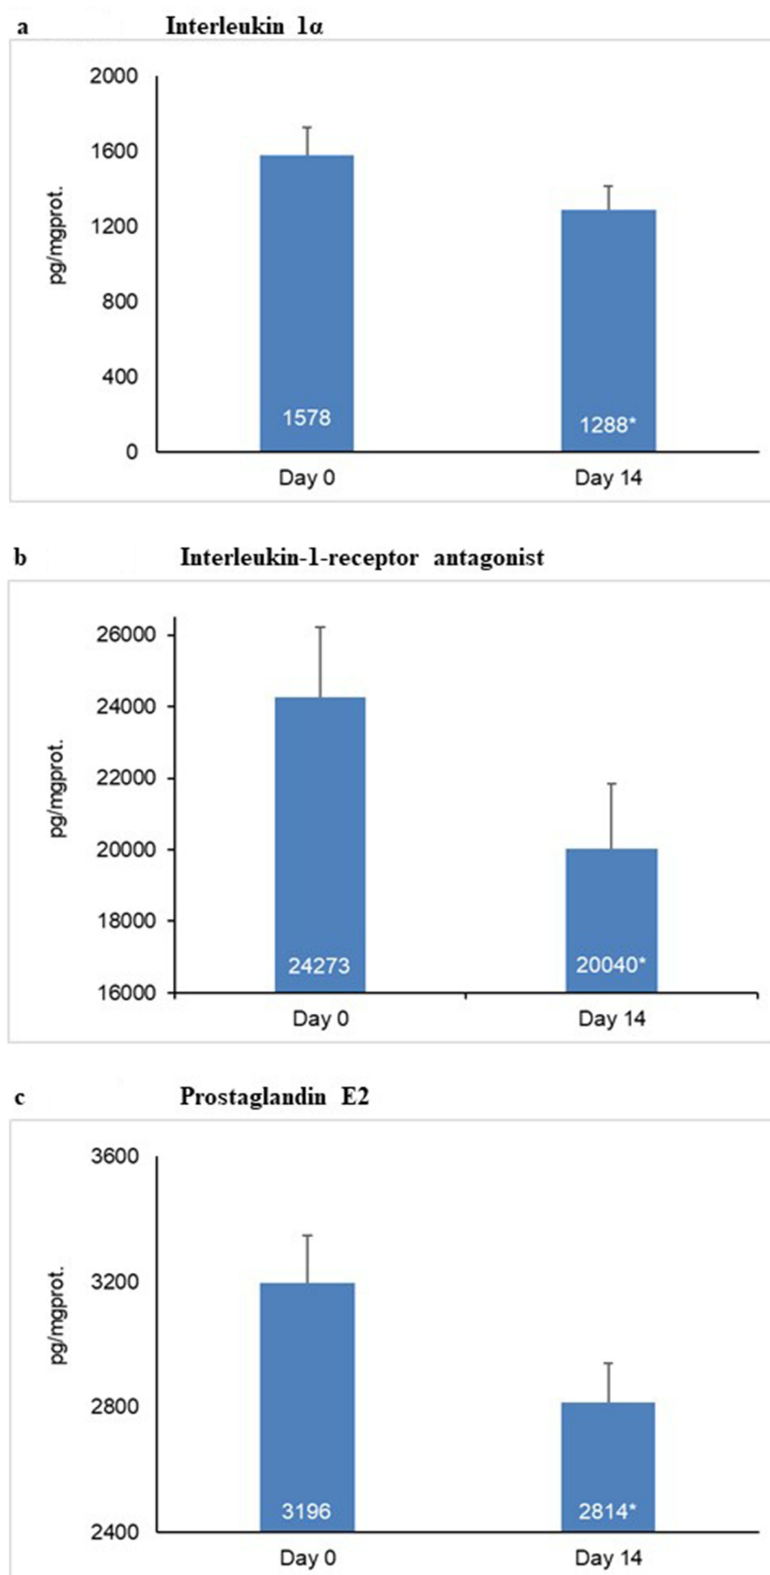 a Interleukin 1α
2000
1600
1200
800
400
0
pg/mgprot.
1578
1288*
Day 0 Day 14
b Interleukin-1-receptor antagonist
26000
24000
22000
20000
18000
16000
pg/mgprot.
24273
20040*
Day 0 Day 14
c Prostaglandin E2
3600
3200
2800
2400
pg/mgprot.
3196 2814*
Day 0 Day 14